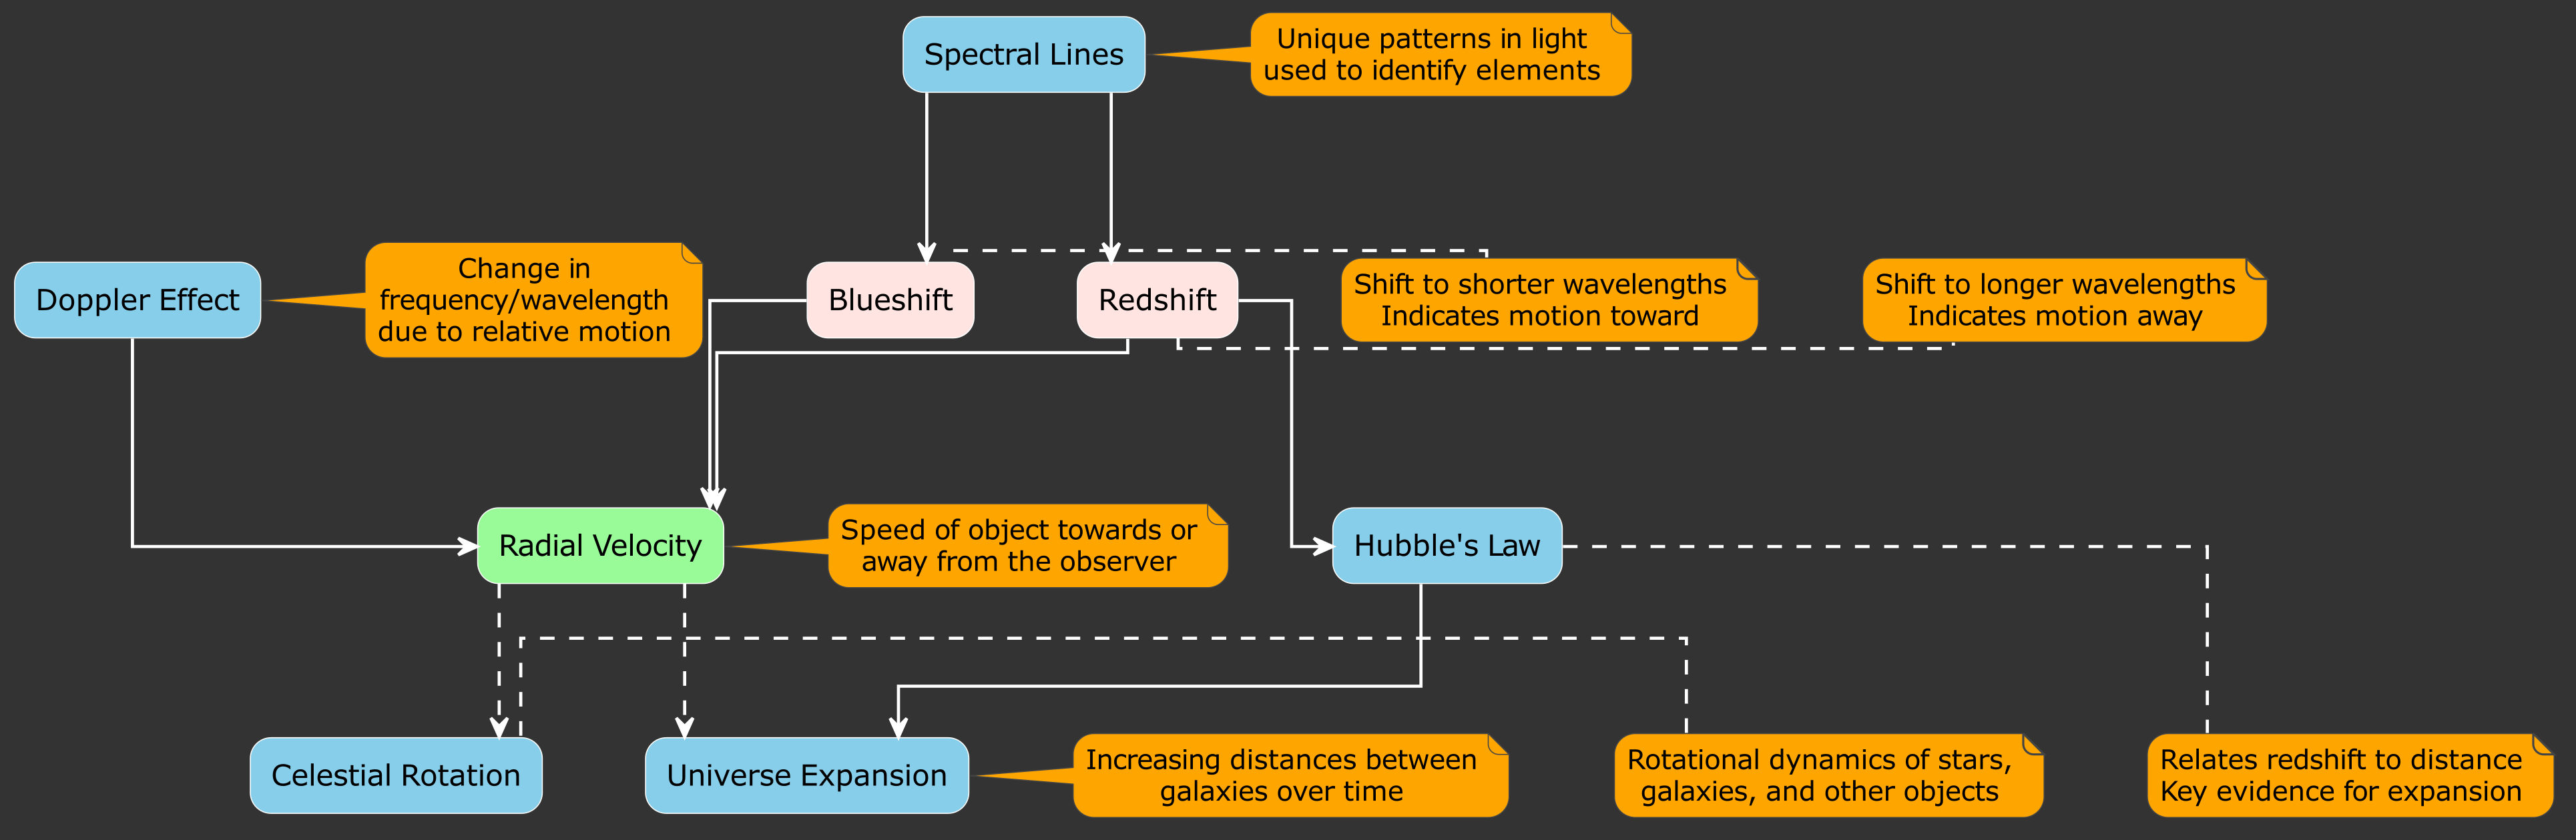 Spectral Lines
Unique patterns in light
used to identify elements
Doppler Effect
Change in
frequency/wavelength
due to relative motion
Blueshift
Redshift
Shift to shorter wavelengths
Indicates motion toward
Shift to longer wavelengths
Indicates motion away
Radial Velocity
Speed of object towards or
away from the observer
Hubble's Law
Celestial Rotation
Universe Expansion
Increasing distances between
galaxies over time
Rotational dynamics of stars,
galaxies, and other objects
Relates redshift to distance
Key evidence for expansion